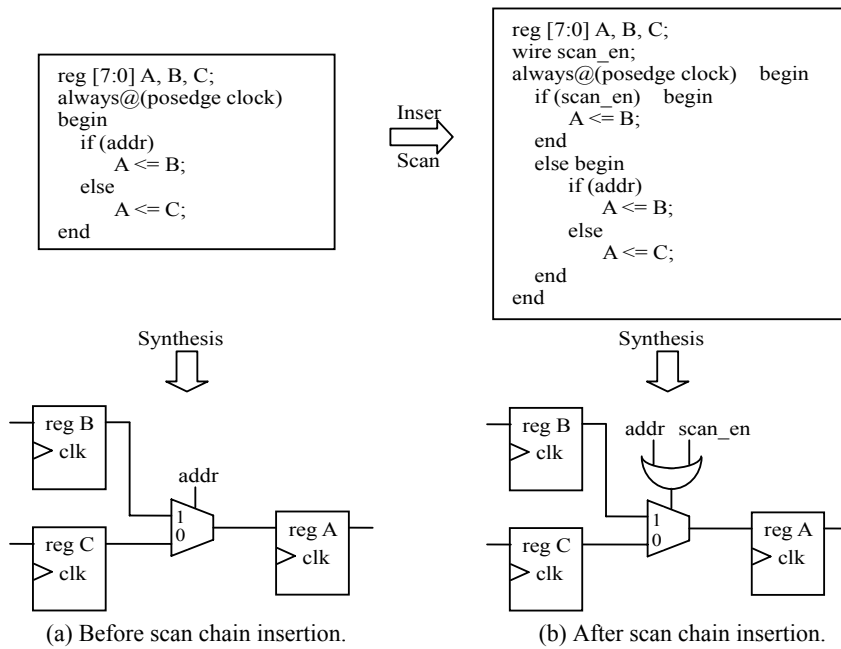 reg [7:0] A, B, C;
always@(posedge clock)
begin
if (addr)
A <= B;
else
A <= C;
end
Inser
Scan
reg [7:0] A, B, C;
wire scan_en;
always@(posedge clock) begin
if (scan_en) begin
A <= B;
end
else begin
if (addr)
A <= B;
else
A <= C;
end
end
Synthesis
reg B
clk
addr
1
0
reg C
clk
reg A
clk
(a) Before scan chain insertion.
Synthesis
reg B
clk
addr scan_en
1
0
reg C
clk
reg A
clk
(b) After scan chain insertion.